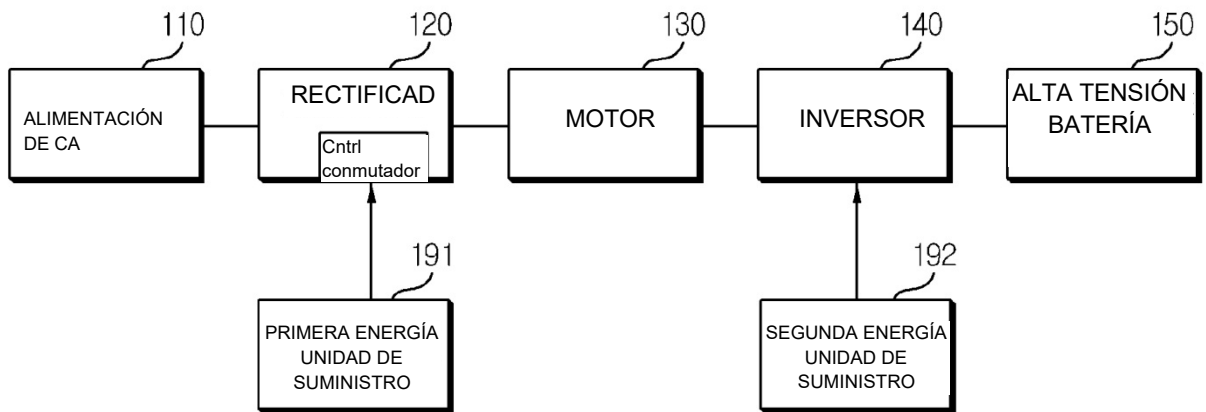 110
120
130
140
150
ALIMENTACIÓN
DE CA
RECTIFICAD
Cntrl
conmutador
MOTOR
INVERSOR
ALTA TENSIÓN
BATERÍA
191
192
PRIMERA ENERGÍA
UNIDAD DE
SUMINISTRO
SEGUNDA ENERGÍA
UNIDAD DE
SUMINISTRO